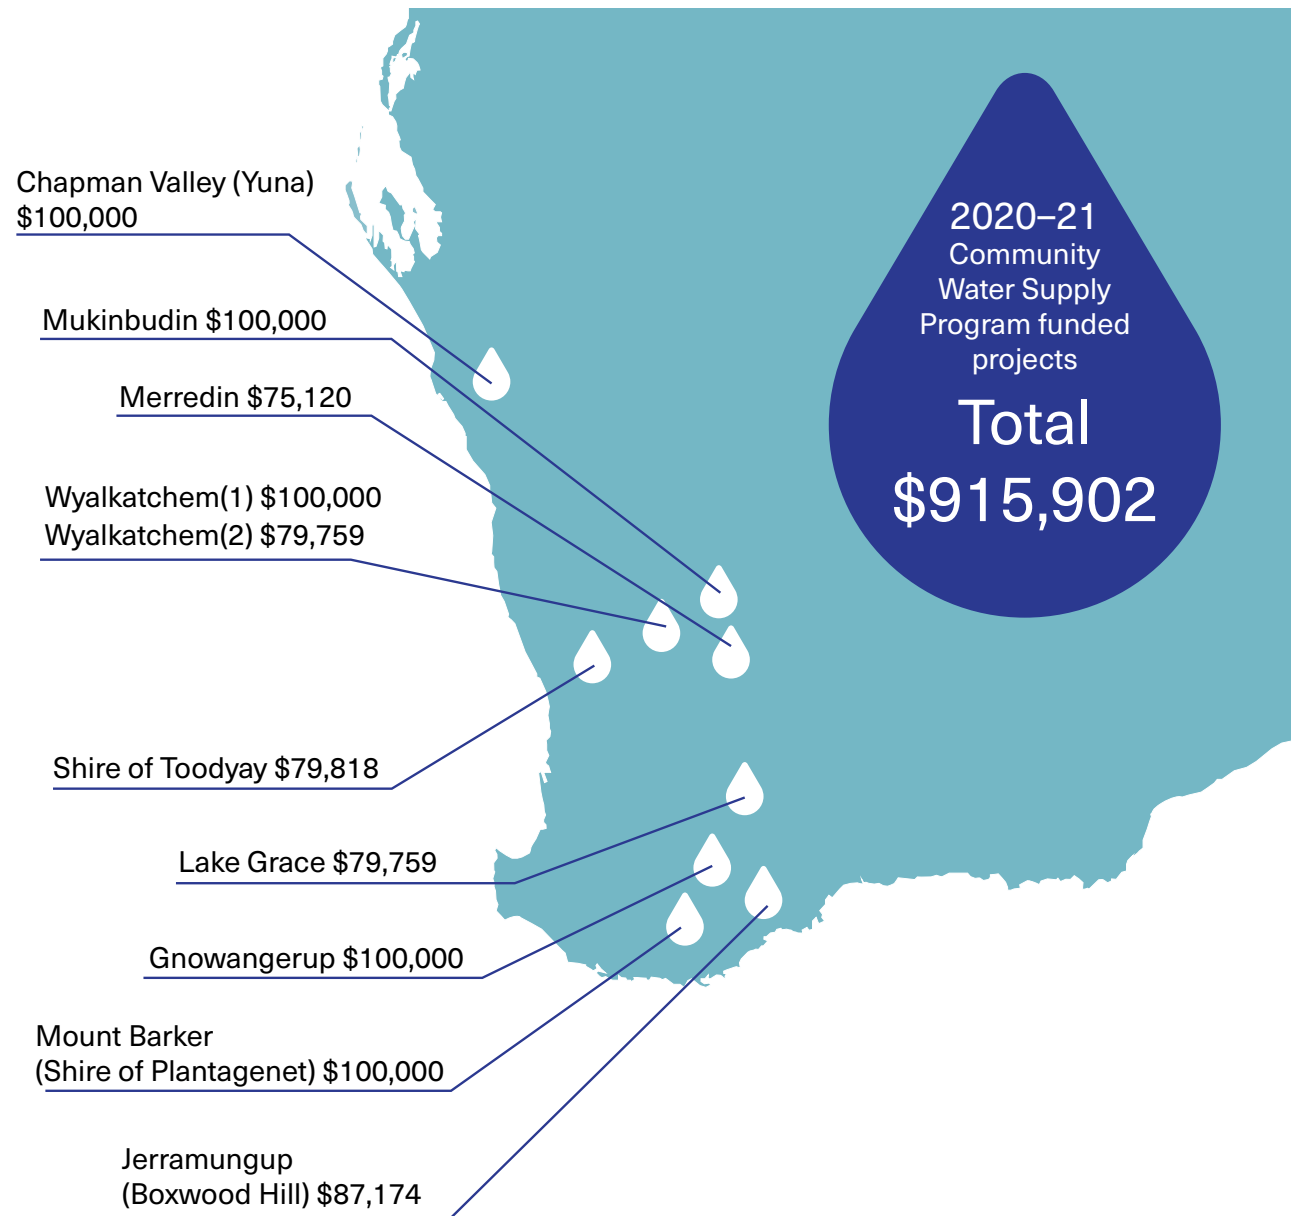 Chapman Valley (Yuna)
$100,000
Mukinbudin $100,000
Merredin $75,120
Wyalkatchem(1) $100,000
Wyalkatchem(2) $79,759
Shire of Toodyay $79,818
Lake Grace $79,759
Gnowangerup $100,000
Mount Barker
(Shire of Plantagenet) $100,000
Jerramungup
(Boxwood Hill) $87,174
2020–21
Community
Water Supply
Program funded
projects
Total
$915,902